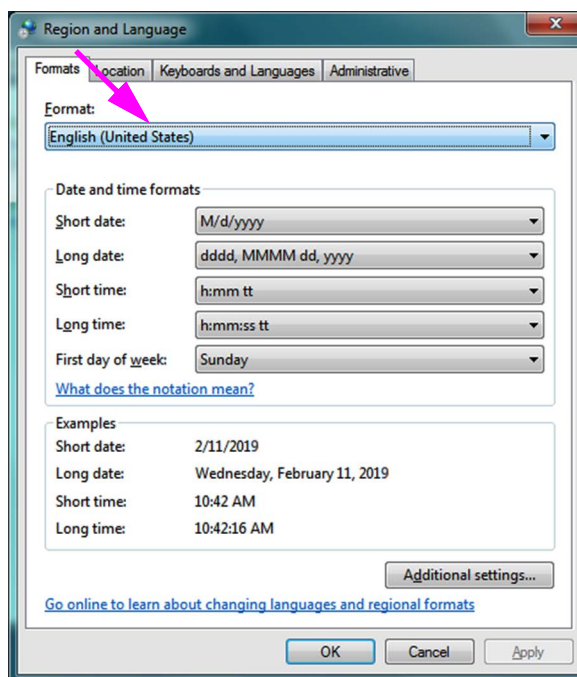 Region and Language
Formats Location Keyboards and Languages Administrative
Format:
English (United States)
Date and time formats
Short date: M/d/yyyy
Long date: dddd, MMMM dd, yyyy
Short time: h:mm tt
Long time: h:mm:ss tt
First day of week: Sunday
What does the notation mean?
Examples
Short date: 2/11/2019
Long date: Wednesday, February 11, 2019
Short time: 10:42 AM
Long time: 10:42:16 AM
Additional settings...
Go online to learn about changing languages and regional formats
OK Cancel Apply